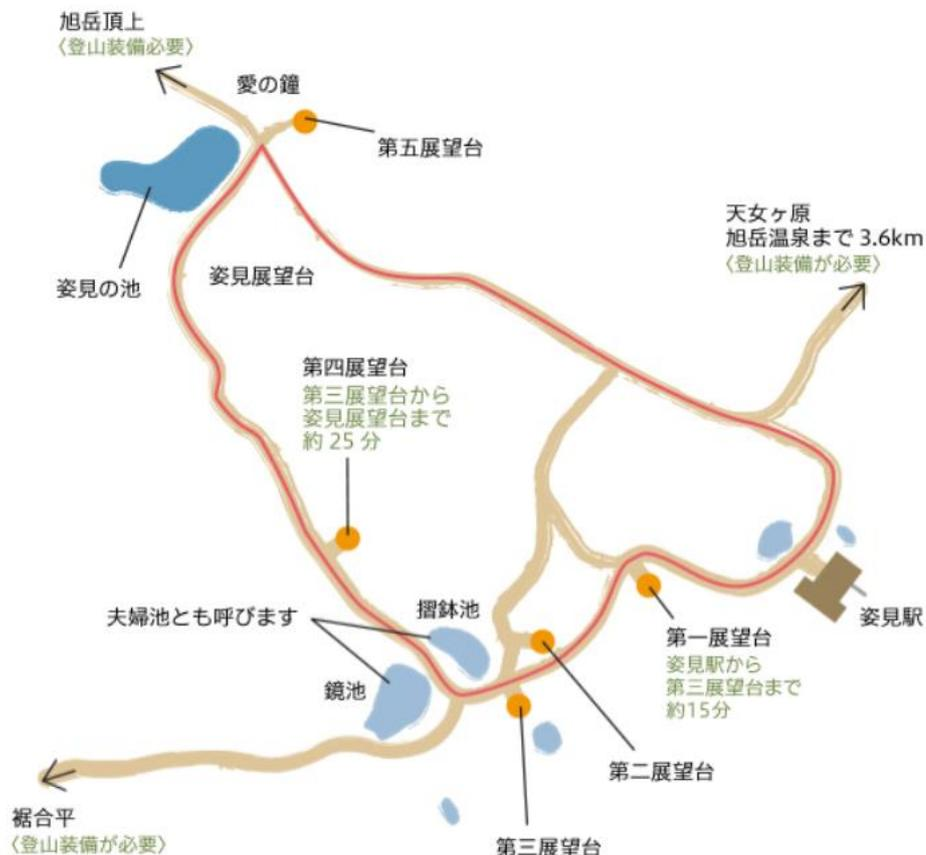 旭岳頂上
〈登山装備必要〉
愛の鐘
第五展望台
天女ヶ原
旭岳温泉まで 3.6km
〈登山装備が必要〉
姿見の池
姿見展望台
第四展望台
第三展望台から
姿見展望台まで
約 25 分
夫婦池とも呼びます
摺鉢池
鏡池
第一展望台
姿見駅から
第三展望台まで
約15分
姿見駅
第二展望台
裾合平
〈登山装備が必要〉
第三展望台